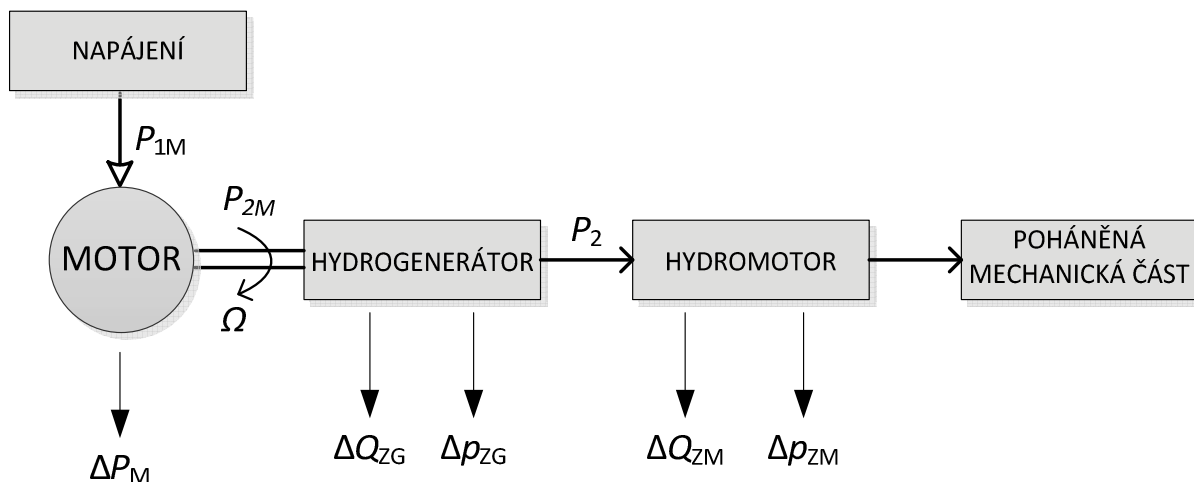 NAPÁJENÍ
P1M
P2M
MOTOR
Ω
HYDROGENERÁTOR
P2
HYDROMOTOR
POHÁNĚNÁ
MECHANICKÁ ČÁST
ΔPM
ΔQZG
ΔpZG
ΔQZM
ΔpZM